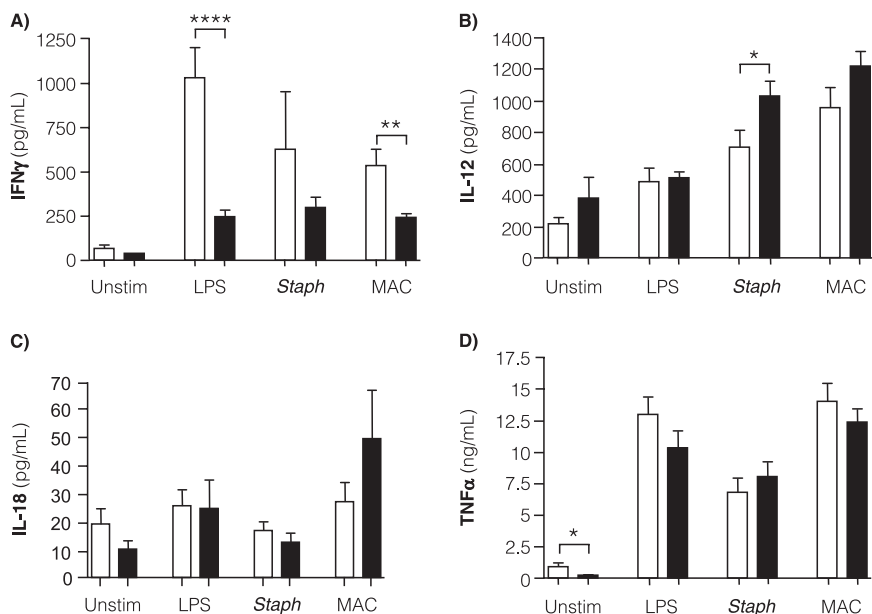 A)
****
1250
1000
750
500
250
0
IFNγ (pg/mL)
**
Unstim LPS Staph MAC
B)
1400
1200
1000
800
600
400
200
0
IL-12 (pg/mL)
*
Unstim LPS Staph MAC
C)
70
60
50
40
30
20
10
0
IL-18 (pg/mL)
Unstim LPS Staph MAC
D)
17.5
15
12.5
10
7.5
5
2.5
0
TNFα (ng/mL)
*
Unstim LPS Staph MAC